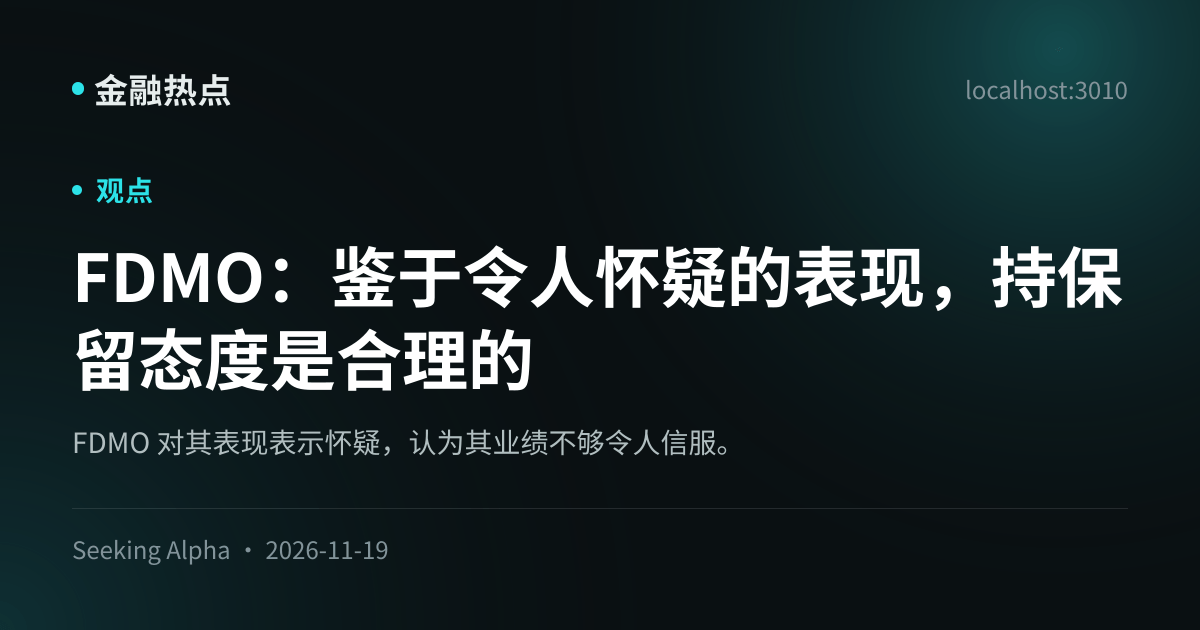 金融热点
localhost:3010
观点
FDMO：鉴于令人怀疑的表现，持保
留态度是合理的
FDMO 对其表现表示怀疑，认为其业绩不够令人信服。
Seeking Alpha · 2026-11-19